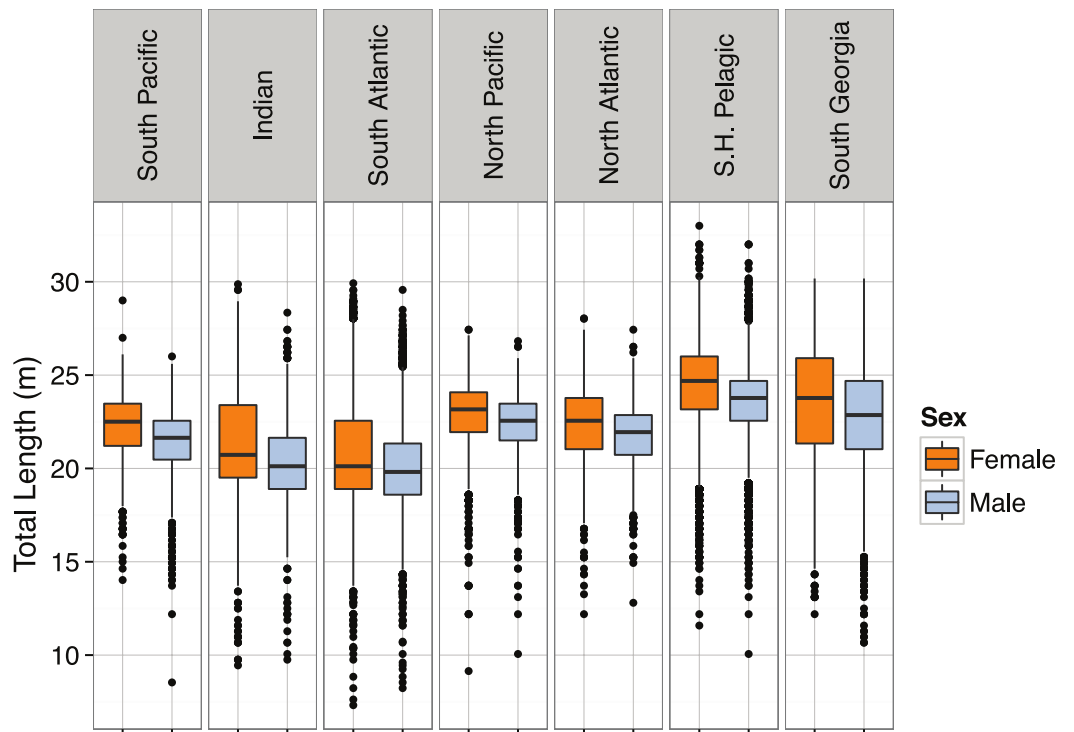 South Pacific
Indian
South Atlantic
North Pacific
North Atlantic
S.H. Pelagic
South Georgia
Total Length (m)
30
25
20
15
10
Sex
Female
Male